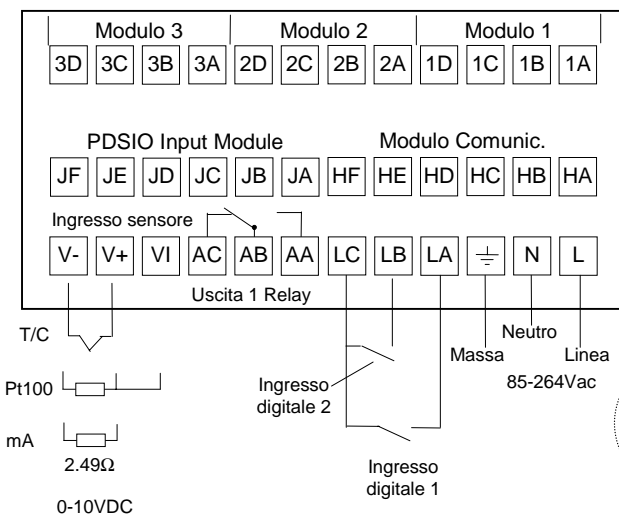 Modulo 3 Modulo 2 Modulo 1
3D 3C 3B 3A 2D 2C 2B 2A 1D 1C 1B 1A
PDSIO Input Module Modulo Comunic.
JF JE JD JC JB JA HF HE HD HC HB HA
Ingresso sensore
V- V+ VI AC AB AA LC LB LA N L
Uscita 1 Relay
T/C
Neutro
Massa Linea
85-264Vac
Pt100
Ingresso
digitale 2
mA
2.49Ω
Ingresso
digitale 1
0-10VDC